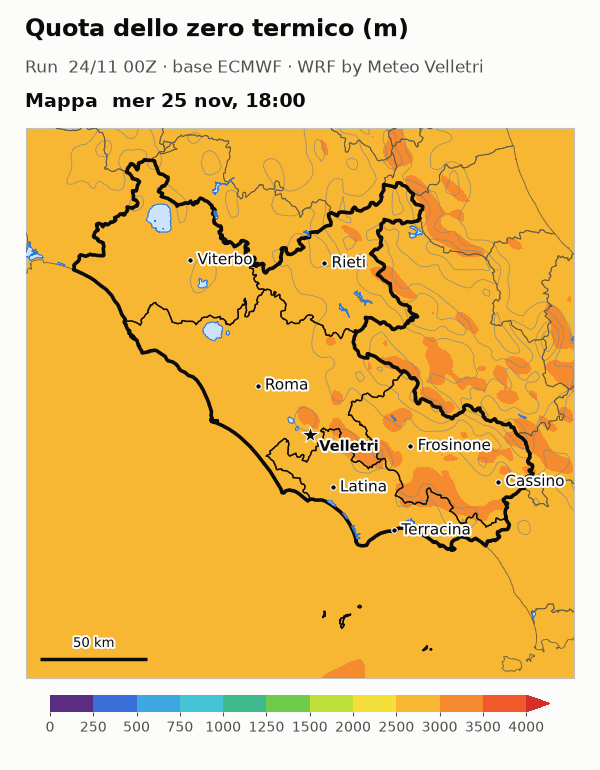 Quota dello zero termico (m)
Run 24/11 00Z · base ECMWF · WRF by Meteo Velletri
Mappa mer 25 nov, 18:00
Viterbo
Rieti
Roma
Velletri
Frosinone
Latina
Cassino
Terracina
50 km
0 250 500 750 1000 1250 1500 2000 2500 3000 3500 4000